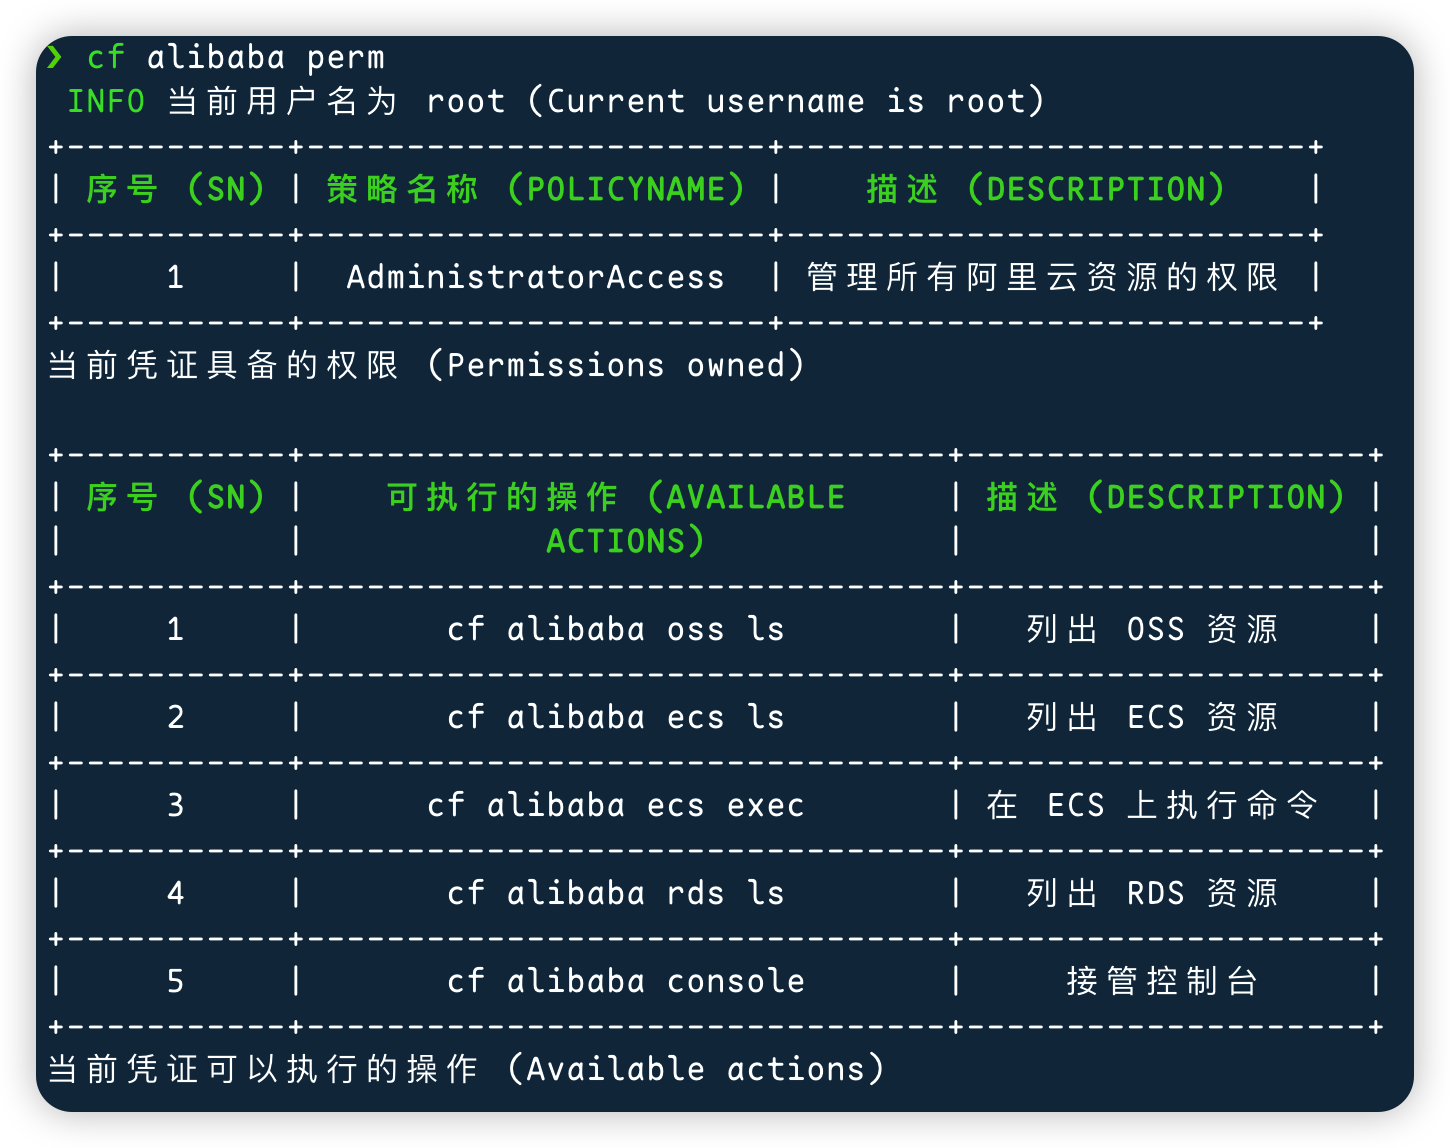 ❯ cf alibaba perm
INFO 当前用户名为 root (Current username is root)
+-----------+-----------------------+--------------------------+
| 序号 (SN) | 策略名称 (POLICYNAME) | 描述 (DESCRIPTION) |
+-----------+-----------------------+--------------------------+
| 1 | AdministratorAccess | 管理所有阿里云资源的权限 |
+-----------+-----------------------+--------------------------+
当前凭证具备的权限 (Permissions owned)
+-----------+--------------------------------+--------------------+
| 序号 (SN) | 可执行的操作 (AVAILABLE | 描述 (DESCRIPTION) |
| | ACTIONS) | |
+-----------+--------------------------------+--------------------+
| 1 | cf alibaba oss ls | 列出 OSS 资源 |
+-----------+--------------------------------+--------------------+
| 2 | cf alibaba ecs ls | 列出 ECS 资源 |
+-----------+--------------------------------+--------------------+
| 3 | cf alibaba ecs exec | 在 ECS 上执行命令 |
+-----------+--------------------------------+--------------------+
| 4 | cf alibaba rds ls | 列出 RDS 资源 |
+-----------+--------------------------------+--------------------+
| 5 | cf alibaba console | 接管控制台 |
+-----------+--------------------------------+--------------------+
当前凭证可以执行的操作 (Available actions)